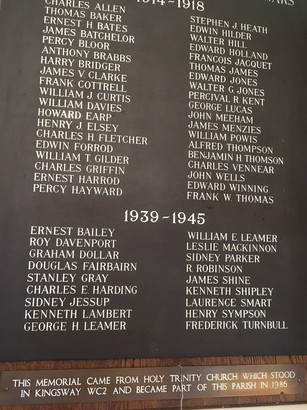 WARS
1914-1918
CHARLES ALLEN
THOMAS BAKER
ERNEST H BATES
JAMES BATCHELOR
PERCY BLOOR
ANTHONY BRABBS
HARRY BRIDGER
JAMES V. CLARKE
FRANK COTTRELL
WILLIAM J CURTIS
WILLIAM DAVIES
HOWARD EARP
HENRY J. ELSEY
CHARLES H FLETCHER
EDWIN FORROD
WILLIAM T. GILDER
CHARLES GRIFFIN
ERNEST HARROD
PERCY HAYWARD
STEPHEN J HEATH
EDWIN HILDER
WALTER HILL
EDWARD HOLLAND
FRANCOIS JACQUET
THOMAS JAMES
EDWARD JONES
WALTER G JONES
PERCIVAL R KENT
GEORGE LUGAS
JOHN MEEHAM
JAMES MENZIES
WILLIAM POWIS
ALFRED THOMPSON
BENJAMIN H THOMSON
CHARLES VENNEAR
JOHN WELLS
EDWARD WINNING
FRANK W. THOMAS
1939-1945
ERNEST BAILEY
ROY DAVENPORT
GRAHAM DOLLAR
DOUGLAS FAIRBAIRN
STANLEY GRAY
CHARLES E. HARDING
SIDNEY JESSUP
KENNETH LAMBERT
GEORGE H. LEAMER
WILLIAM E LEAMER
LESLIE MACKINNON
SIDNEY PARKER
R ROBINSON
JAMES SHINE
KENNETH SHIPLEY
LAURENCE SMART
HENRY SYMPSON
FREDERICK TURNBULL
THIS MEMORIAL CAME FROM HOLY TRINITY CHURCH WHICH STOOD
IN KINGSWAY WC2 AND BECAME PART OF THIS PARISH IN 1986